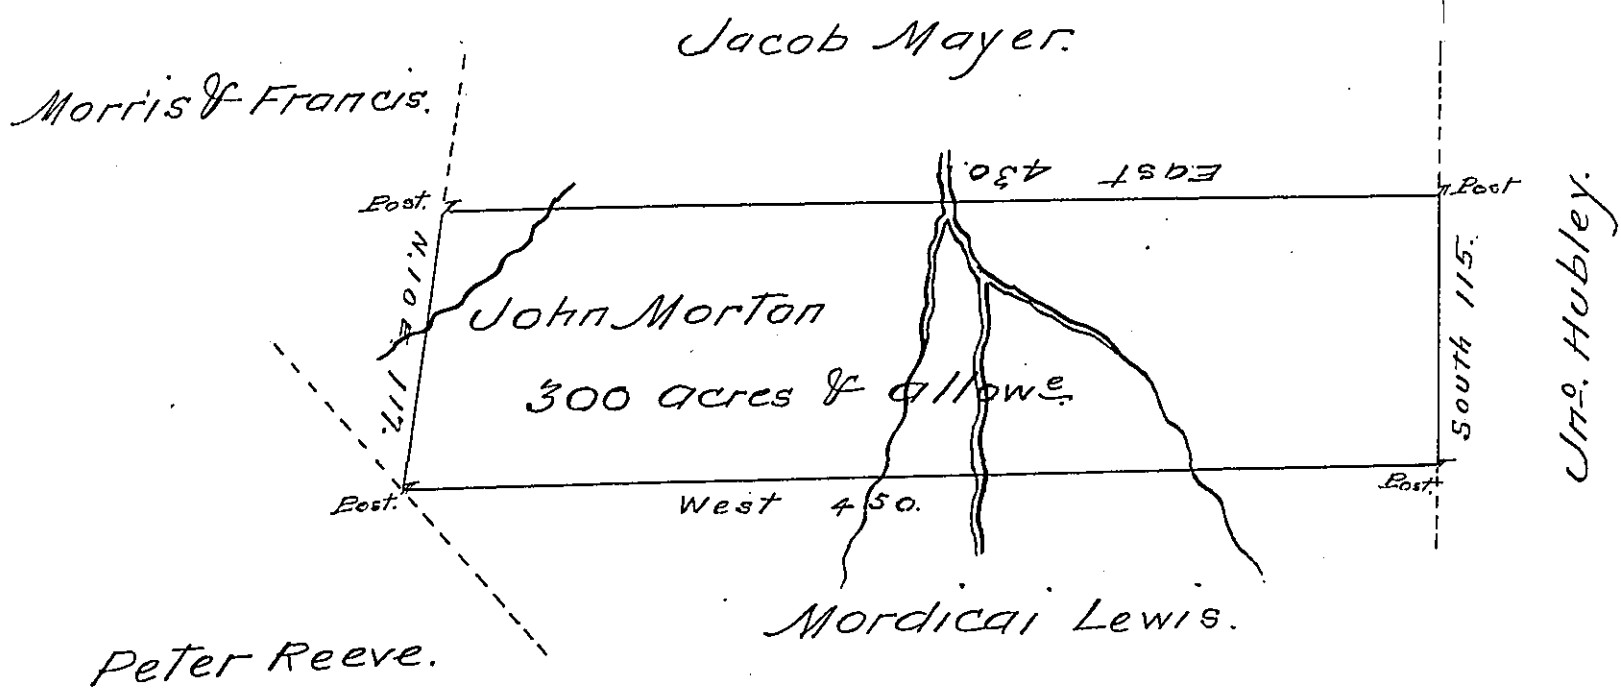 Jacob Mayer.
Morris & Francis.
East 430.
Post.
Post
N. 10 E 117.
John Morton
300 acres & allowe.
South 115.
Jno. Hubley.
Post.
West 450.
Post.
Mordicai Lewis.
Peter Reeve.